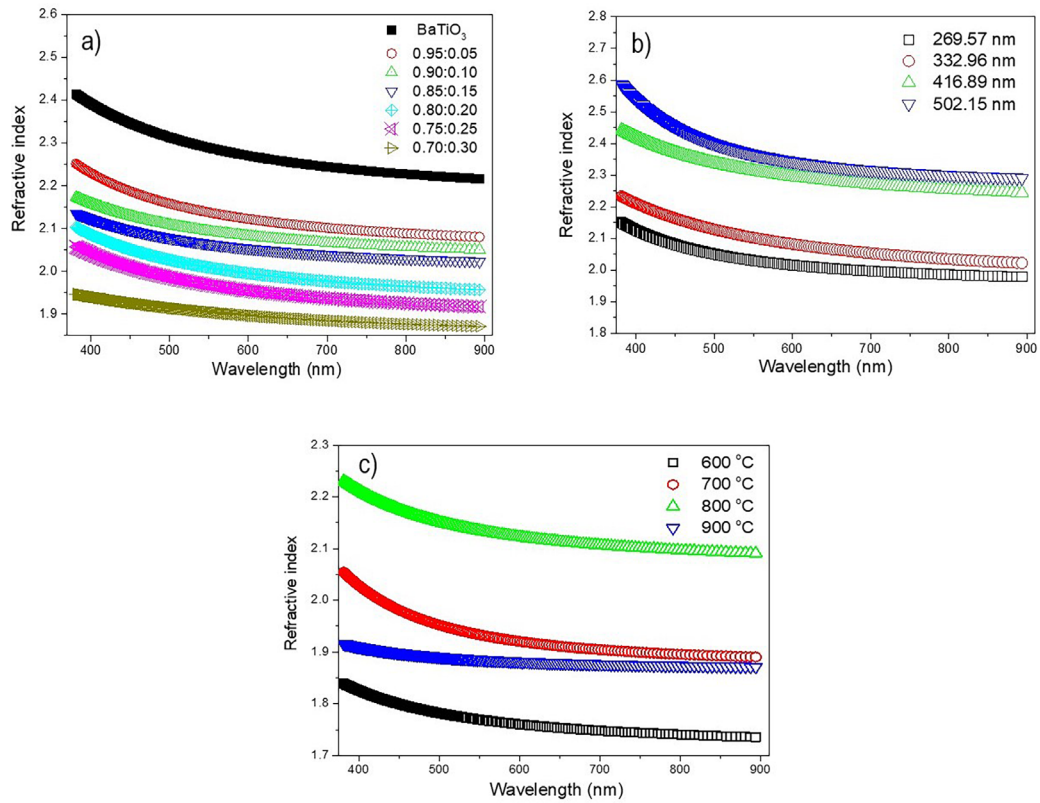 a)
BaTiO3
0.95:0.05
0.90:0.10
0.85:0.15
0.80:0.20
0.75:0.25
0.70:0.30
2.6
2.5
2.4
2.3
2.2
2.1
2.0
1.9
Refractive index
400 500 600 700 800 900
Wavelength (nm)
b)
269.57 nm
332.96 nm
416.89 nm
502.15 nm
2.8
2.7
2.6
2.5
2.4
2.3
2.2
2.1
2.0
1.9
1.8
Refractive index
400 500 600 700 800 900
Wavelength (nm)
c)
600 °C
700 °C
800 °C
900 °C
2.3
2.2
2.1
2.0
1.9
1.8
1.7
Refractive index
400 500 600 700 800 900
Wavelength (nm)